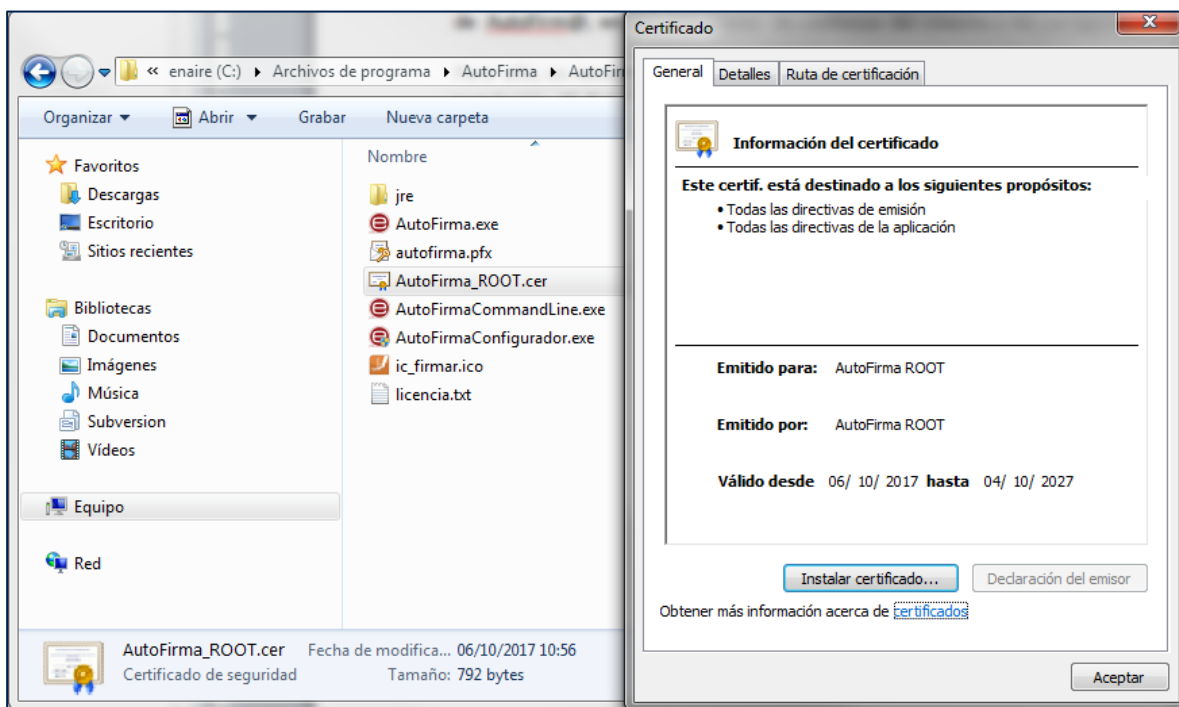 « enaire (C:) ▸ Archivos de programa ▸ AutoFirma ▸ AutoFir
Organizar Abrir Grabar Nueva carpeta
Favoritos
Descargas
Escritorio
Sitios recientes
Bibliotecas
Documentos
Imágenes
Música
Subversion
Vídeos
Equipo
Red
Nombre
jre
AutoFirma.exe
autofirma.pfx
AutoFirma_ROOT.cer
AutoFirmaCommandLine.exe
AutoFirmaConfigurador.exe
ic_firmar.ico
licencia.txt
AutoFirma_ROOT.cer Fecha de modifica... 06/10/2017 10:56
Certificado de seguridad Tamaño: 792 bytes
Certificado
General Detalles Ruta de certificación
Información del certificado
Este certif. está destinado a los siguientes propósitos:
• Todas las directivas de emisión
• Todas las directivas de la aplicación
Emitido para: AutoFirma ROOT
Emitido por: AutoFirma ROOT
Válido desde 06/ 10/ 2017 hasta 04/ 10/ 2027
Instalar certificado... Declaración del emisor
Obtener más información acerca de certificados
Aceptar